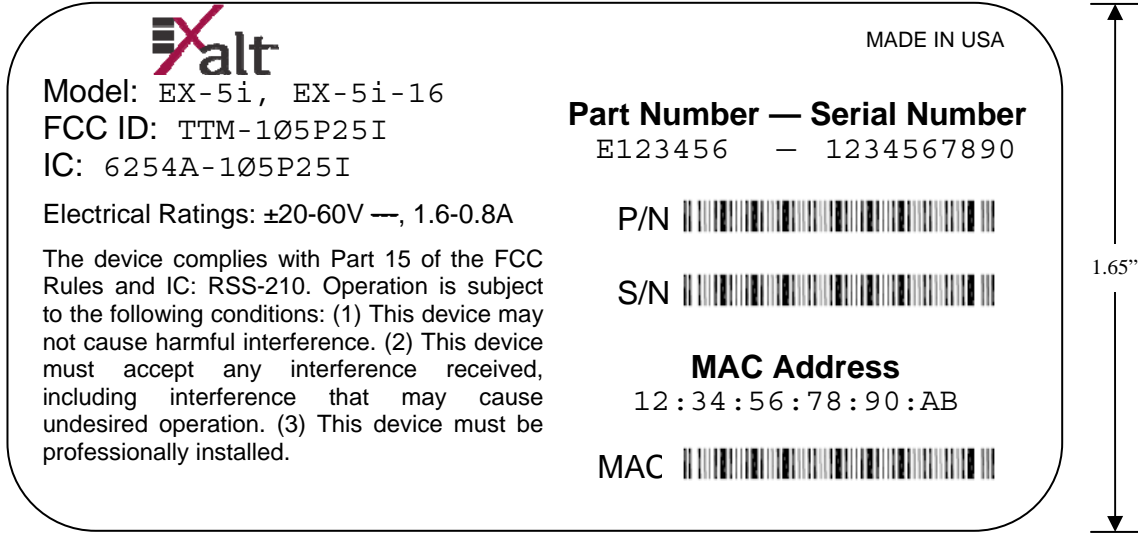 Exalt
MADE IN USA
Model: EX-5i, EX-5i-16
FCC ID: TTM-1Ø5P25I
IC: 6254A-1Ø5P25I
Electrical Ratings: ±20-60V ---, 1.6-0.8A
The device complies with Part 15 of the FCC
Rules and IC: RSS-210. Operation is subject
to the following conditions: (1) This device may
not cause harmful interference. (2) This device
must accept any interference received,
including interference that may cause
undesired operation. (3) This device must be
professionally installed.
Part Number — Serial Number
E123456 – 1234567890
P/N
S/N
MAC Address
12:34:56:78:90:AB
MAC
1.65”